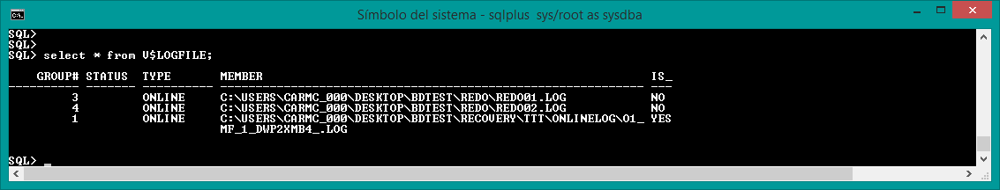 Símbolo del sistema - sqlplus sys/root as sysdba
SQL>
SQL>
SQL> select * from V$LOGFILE;
GROUP# STATUS TYPE MEMBER IS_
---------- ------- ---------- -------------------------------------------------------------- ---
3 ONLINE C:\USERS\CARMC_000\DESKTOP\BDTEST\REDO\REDO01.LOG NO
4 ONLINE C:\USERS\CARMC_000\DESKTOP\BDTEST\REDO\REDO02.LOG NO
1 ONLINE C:\USERS\CARMC_000\DESKTOP\BDTEST\RECOVERY\TTT\ONLINELOG\O1_ YES
MF_1_DWP2XMB4_.LOG
SQL> _